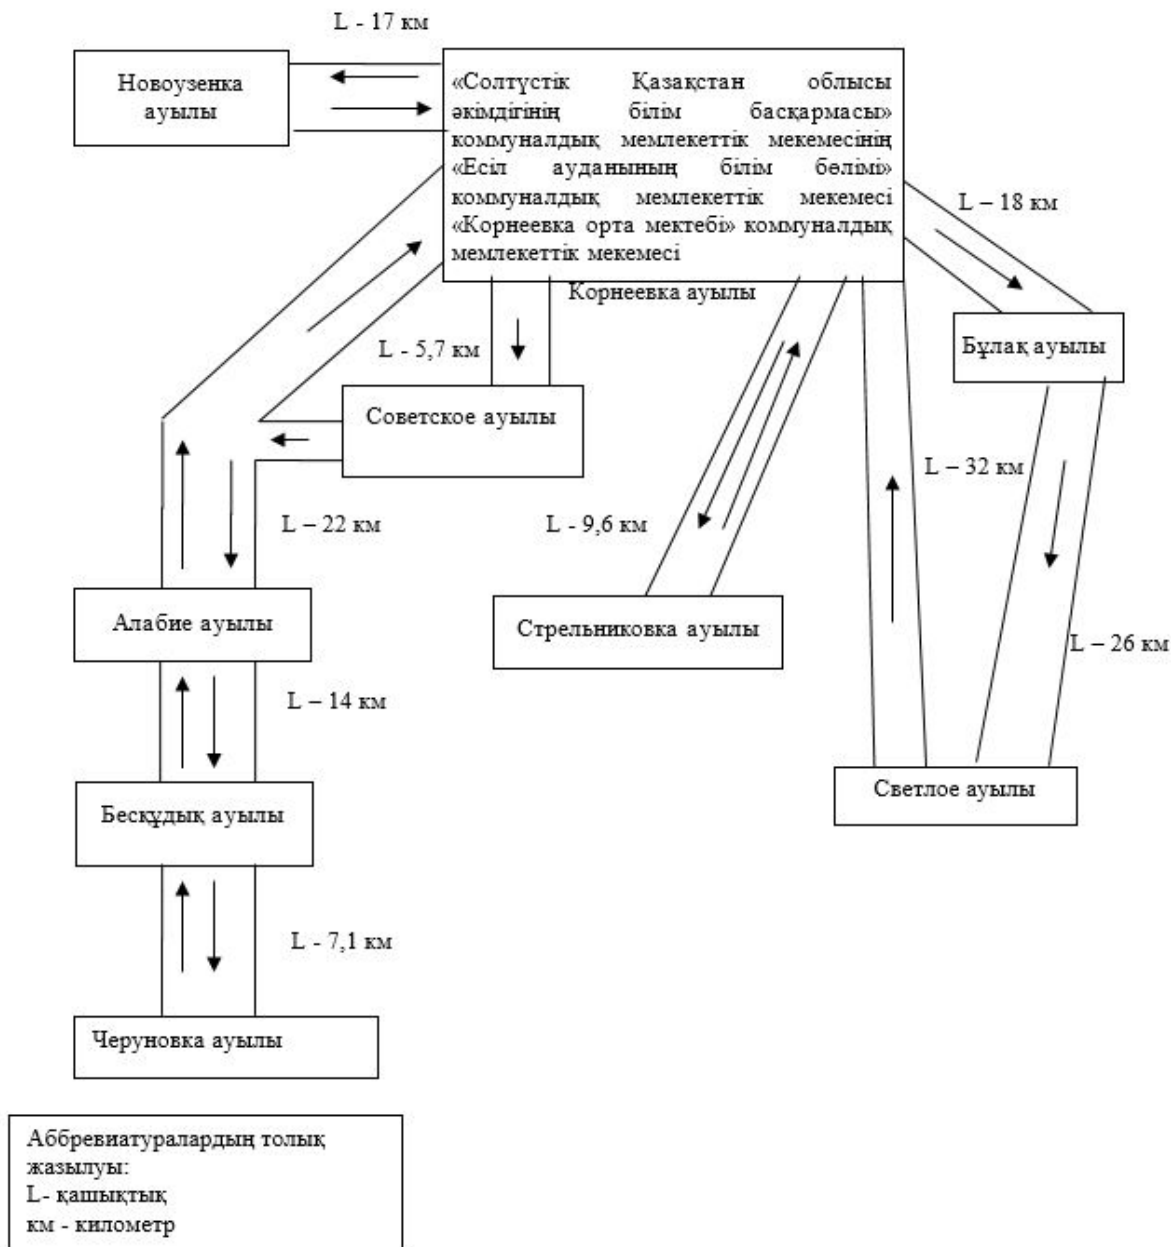 L - 17 км
Новоузенка
ауылы
«Солтүстік Қазақстан облысы
әкімдігінің білім басқармасы»
коммуналдық мемлекеттік мекемесінің
«Есіл ауданының білім бөлімі»
коммуналдық мемлекеттік мекемесі
«Корнеевка орта мектебі» коммуналдық
мемлекеттік мекемесі
Корнеевка ауылы
L – 18 км
Бұлақ ауылы
L - 5,7 км
Советское ауылы
L – 32 км
L – 22 км
L - 9,6 км
Алабие ауылы
Стрельниковка ауылы
L – 26 км
L – 14 км
Светлое ауылы
Бесқұдық ауылы
L - 7,1 км
Черуновка ауылы
Аббревиатуралардың толық
жазылуы:
L- қашықтық
км - километр